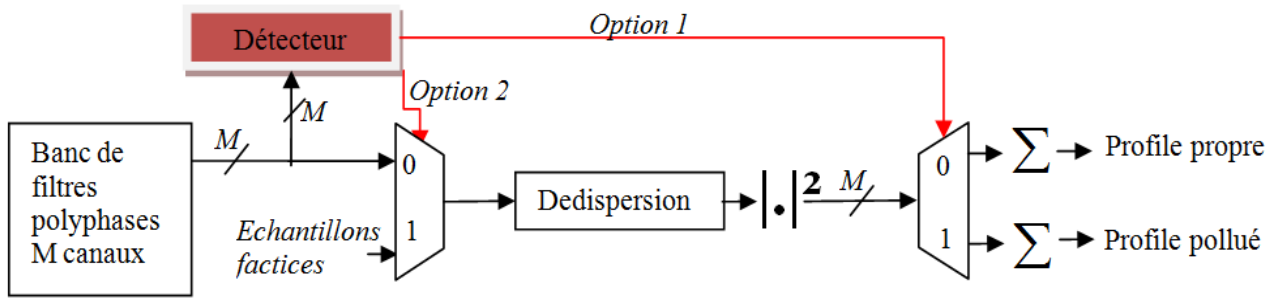 Détecteur
Option 1
Option 2
M
M
Banc de
filtres
polyphases
M canaux
0
1
Echantillons
factices
Dedispersion
|.|²
M
0
1
∑
Profile propre
∑
Profile pollué